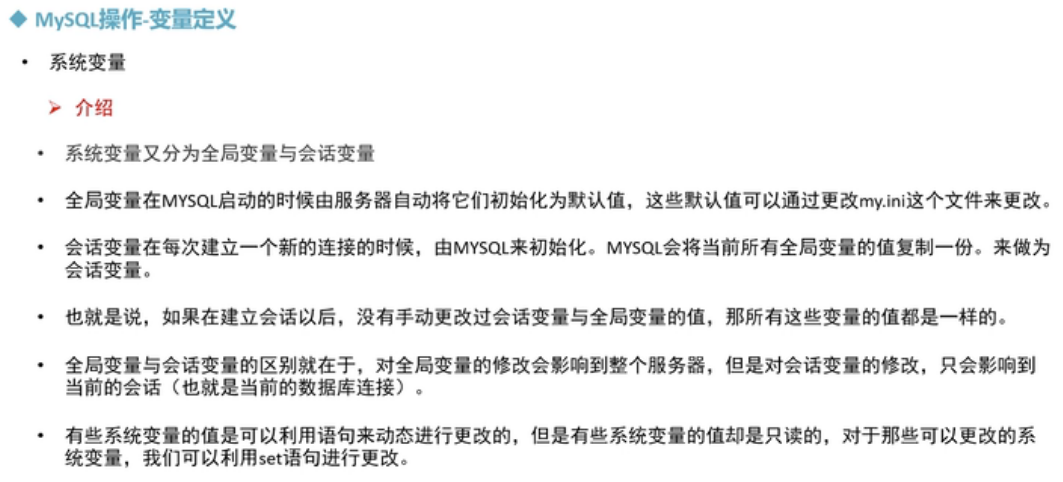 ◆ MySQL操作-变量定义
• 系统变量
➢ 介绍
• 系统变量又分为全局变量与会话变量
• 全局变量在MYSQL启动的时候由服务器自动将它们初始化为默认值，这些默认值可以通过更改my.ini这个文件来更改。
• 会话变量在每次建立一个新的连接的时候，由MYSQL来初始化。MYSQL会将当前所有全局变量的值复制一份。来做为
会话变量。
• 也就是说，如果在建立会话以后，没有手动更改过会话变量与全局变量的值，那所有这些变量的值都是一样的。
• 全局变量与会话变量的区别就在于，对全局变量的修改会影响到整个服务器，但是对会话变量的修改，只会影响到
当前的会话（也就是当前的数据库连接）。
• 有些系统变量的值是可以利用语句来动态进行更改的，但是有些系统变量的值却是只读的，对于那些可以更改的系
统变量，我们可以利用set语句进行更改。